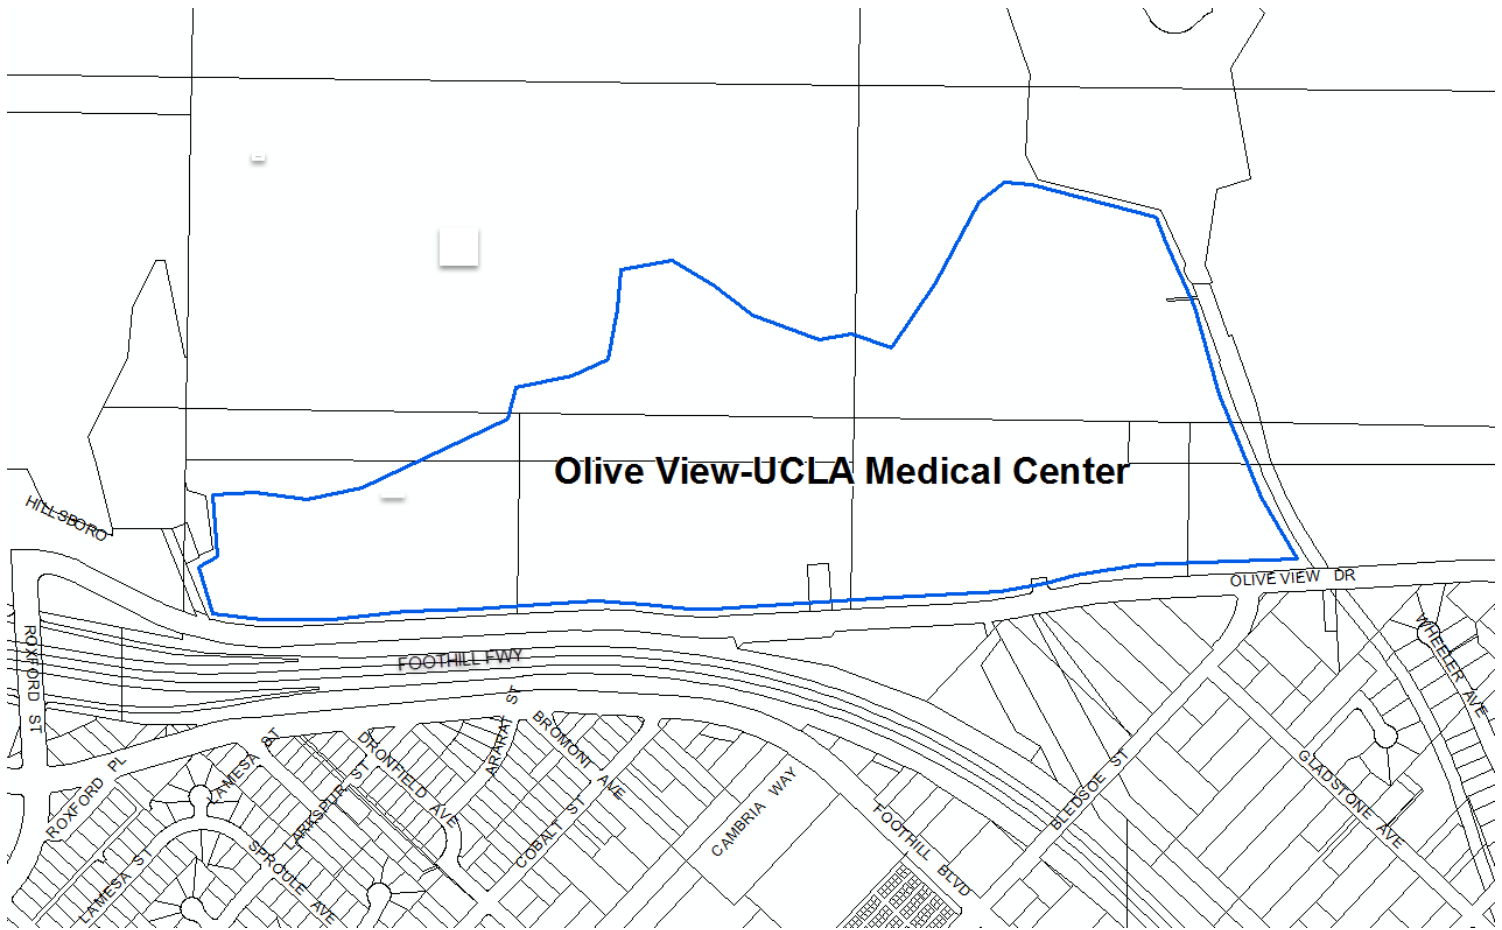 Olive View-UCLA Medical Center
HILLSBORO
OLIVE VIEW DR
ROXFORD ST
FOOTHILL FWY
WHEELER AVE
ARARAT ST
BROMONT AVE
LAMESA ST
DRONFIELD AVE
ROXFORD PL
LARKSPUR ST
BLEDSOE ST
GLADSTONE AVE
CAMBRIA WAY
COBALT ST
FOOTHILL BLVD
SPROULE AVE
LAMESA ST